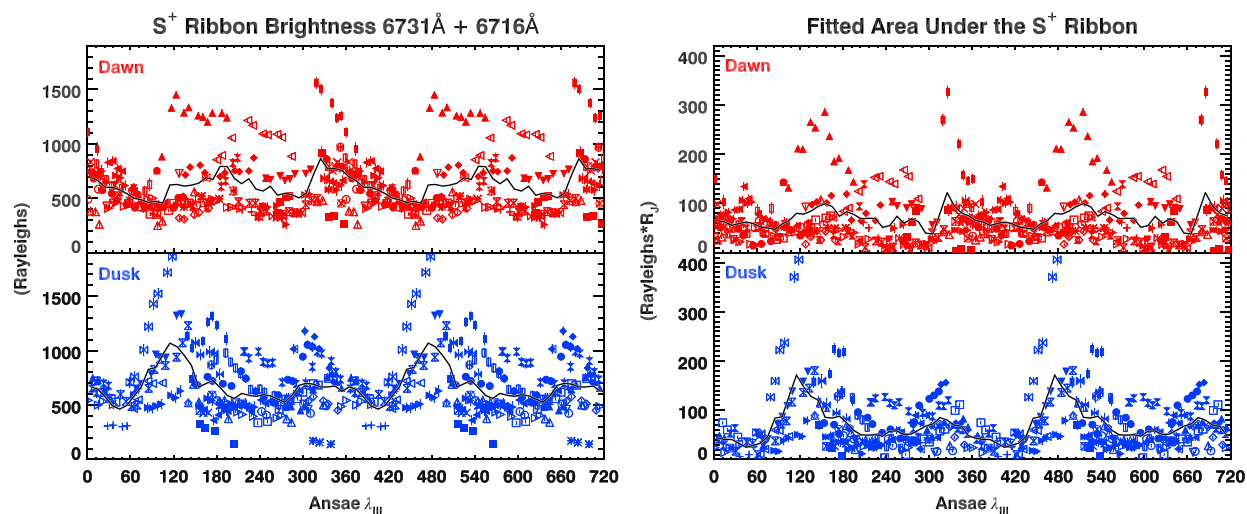 S+ Ribbon Brightness 6731Å + 6716Å
Dawn
1500
1000
500
0
(Rayleighs)
Dusk
1500
1000
500
0
0 60 120 180 240 300 360 420 480 540 600 660 720
Ansae λIII
Fitted Area Under the S+ Ribbon
Dawn
400
300
200
100
0
(Rayleighs*RJ)
Dusk
400
300
200
100
0
0 60 120 180 240 300 360 420 480 540 600 660 720
Ansae λIII